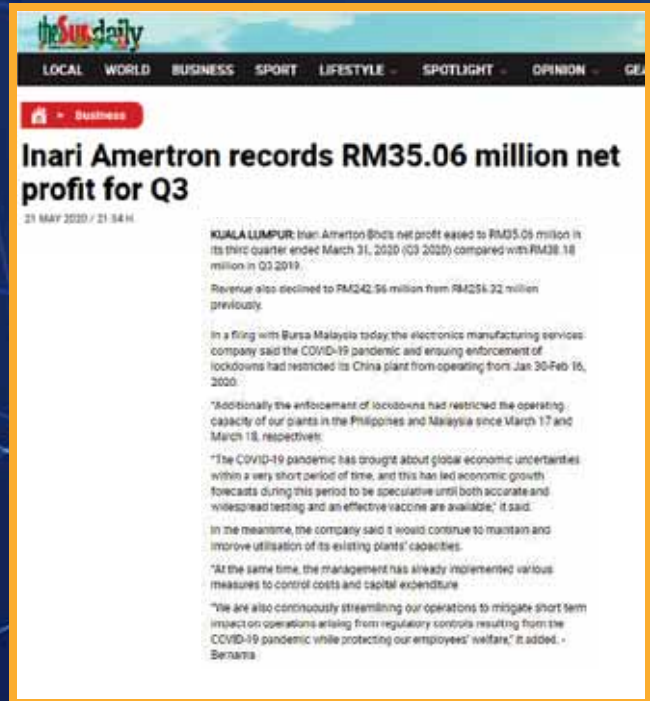 theSundaily
LOCAL WORLD BUSINESS SPORT LIFESTYLE SPOTLIGHT OPINION GEA
Business
Inari Amertron records RM35.06 million net
profit for Q3
21 MAY 2020 / 21:54 H.
KUALA LUMPUR: Inari Amerton Bhd's net profit eased to RM35.06 million in
its third quarter ended March 31, 2020 (Q3 2020) compared with RM38.18
million in Q3 2019.
Revenue also declined to RM242.56 million from RM256.32 million
previously.
In a filing with Bursa Malaysia today, the electronics manufacturing services
company said the COVID-19 pandemic and ensuing enforcement of
lockdowns had restricted its China plant from operating from Jan 30-Feb 16,
2020.
"Additionally the enforcement of lockdowns had restricted the operating
capacity of our plants in the Philippines and Malaysia since March 17 and
March 18, respectively.
"The COVID-19 pandemic has brought about global economic uncertainties
within a very short period of time, and this has led economic growth
forecasts during this period to be speculative until both accurate and
widespread testing and an effective vaccine are available," it said.
In the meantime, the company said it would continue to maintain and
improve utilisation of its existing plants' capacities.
"At the same time, the management has already implemented various
measures to control costs and capital expenditure.
"We are also continuously streamlining our operations to mitigate short term
impact on operations arising from regulatory controls resulting from the
COVID-19 pandemic while protecting our employees' welfare," it added. -
Bernama